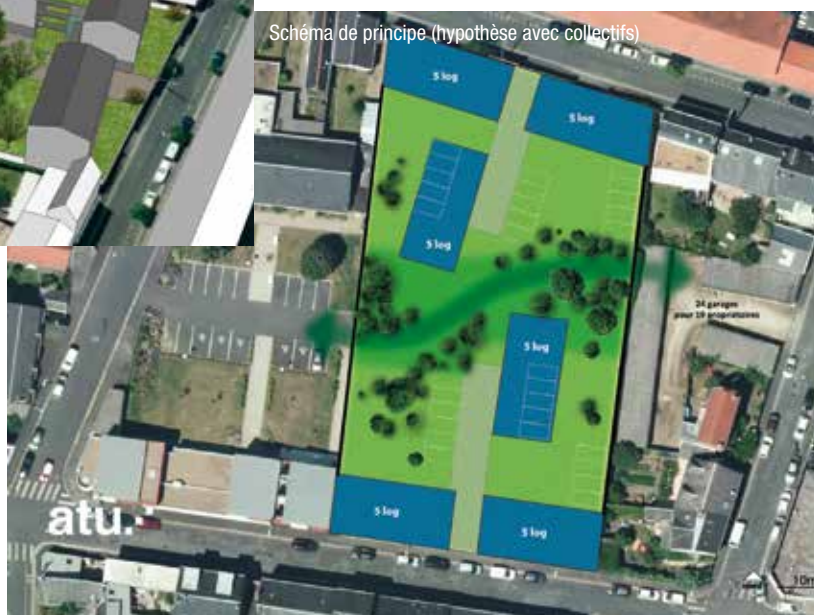 Schéma de principe (hypothèse avec collectifs)
5 log
5 log
5 log
24 garages
pour 19 propriétaires
5 log
5 log
5 log
atu.
10m